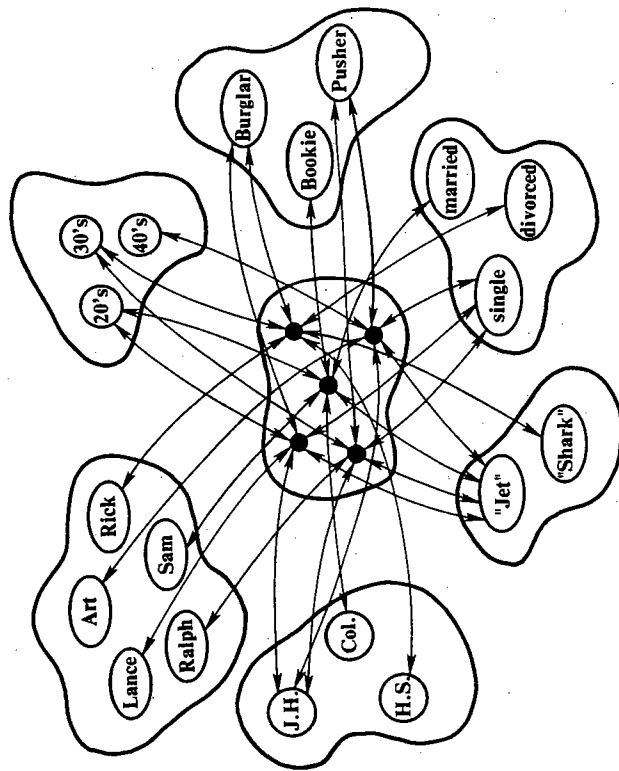 Lance
Art
Rick
Ralph
Sam
20's
30's
40's
Burglar
Bookie
Pusher
J.H.
Col.
H.S.
"Jet"
"Shark"
single
married
divorced